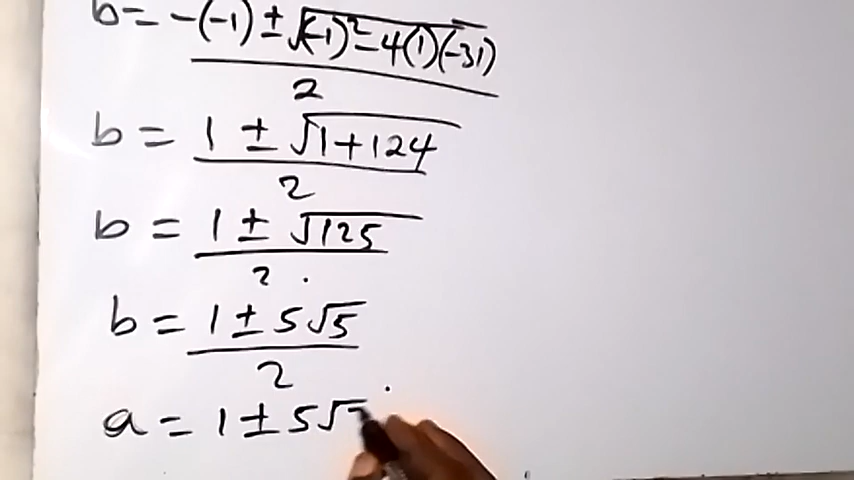 b = -(-1) ± √(-1)² - 4(1)(-31)
2
b = 1 ± √1 + 124
2
b = 1 ± √125
2
b = 1 ± 5√5
2
a = 1 ± 5√